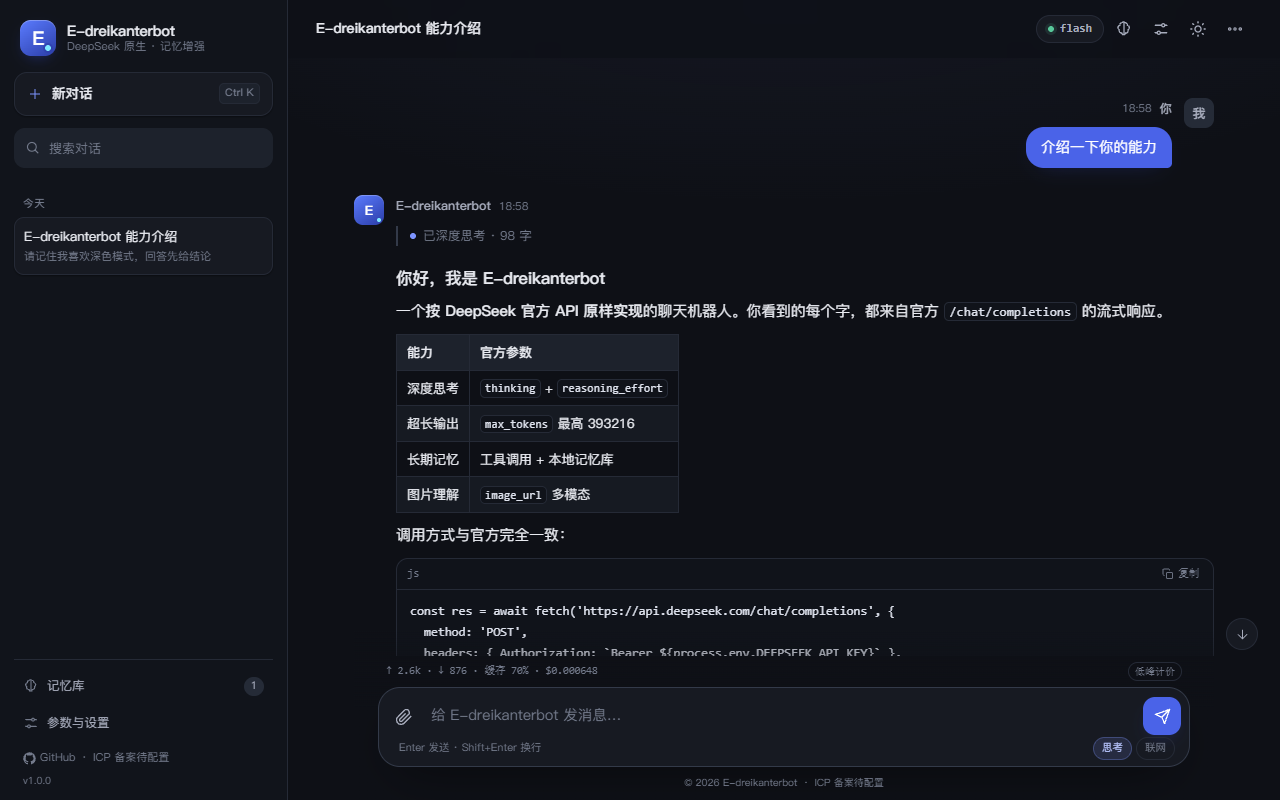 E
E-dreikanterbot
DeepSeek 原生 · 记忆增强
+ 新对话 Ctrl K
搜索对话
今天
E-dreikanterbot 能力介绍
请记住我喜欢深色模式，回答先给结论
记忆库 1
参数与设置
GitHub · ICP 备案待配置
v1.0.0
E-dreikanterbot 能力介绍
flash
18:58 你 我
介绍一下你的能力
E E-dreikanterbot 18:58
已深度思考 · 98 字
你好，我是 E-dreikanterbot
一个按 DeepSeek 官方 API 原样实现的聊天机器人。你看到的每个字，都来自官方 /chat/completions 的流式响应。
能力 官方参数
深度思考 thinking + reasoning_effort
超长输出 max_tokens 最高 393216
长期记忆 工具调用 + 本地记忆库
图片理解 image_url 多模态
调用方式与官方完全一致：
js 复制
const res = await fetch('https://api.deepseek.com/chat/completions', {
method: 'POST',
headers: { Authorization: `Bearer ${process.env.DEEPSEEK_API_KEY}` },
↑ 2.6k · ↓ 876 · 缓存 70% · $0.000648 低峰计价
给 E-dreikanterbot 发消息…
Enter 发送 · Shift+Enter 换行 思考 联网
© 2026 E-dreikanterbot · ICP 备案待配置